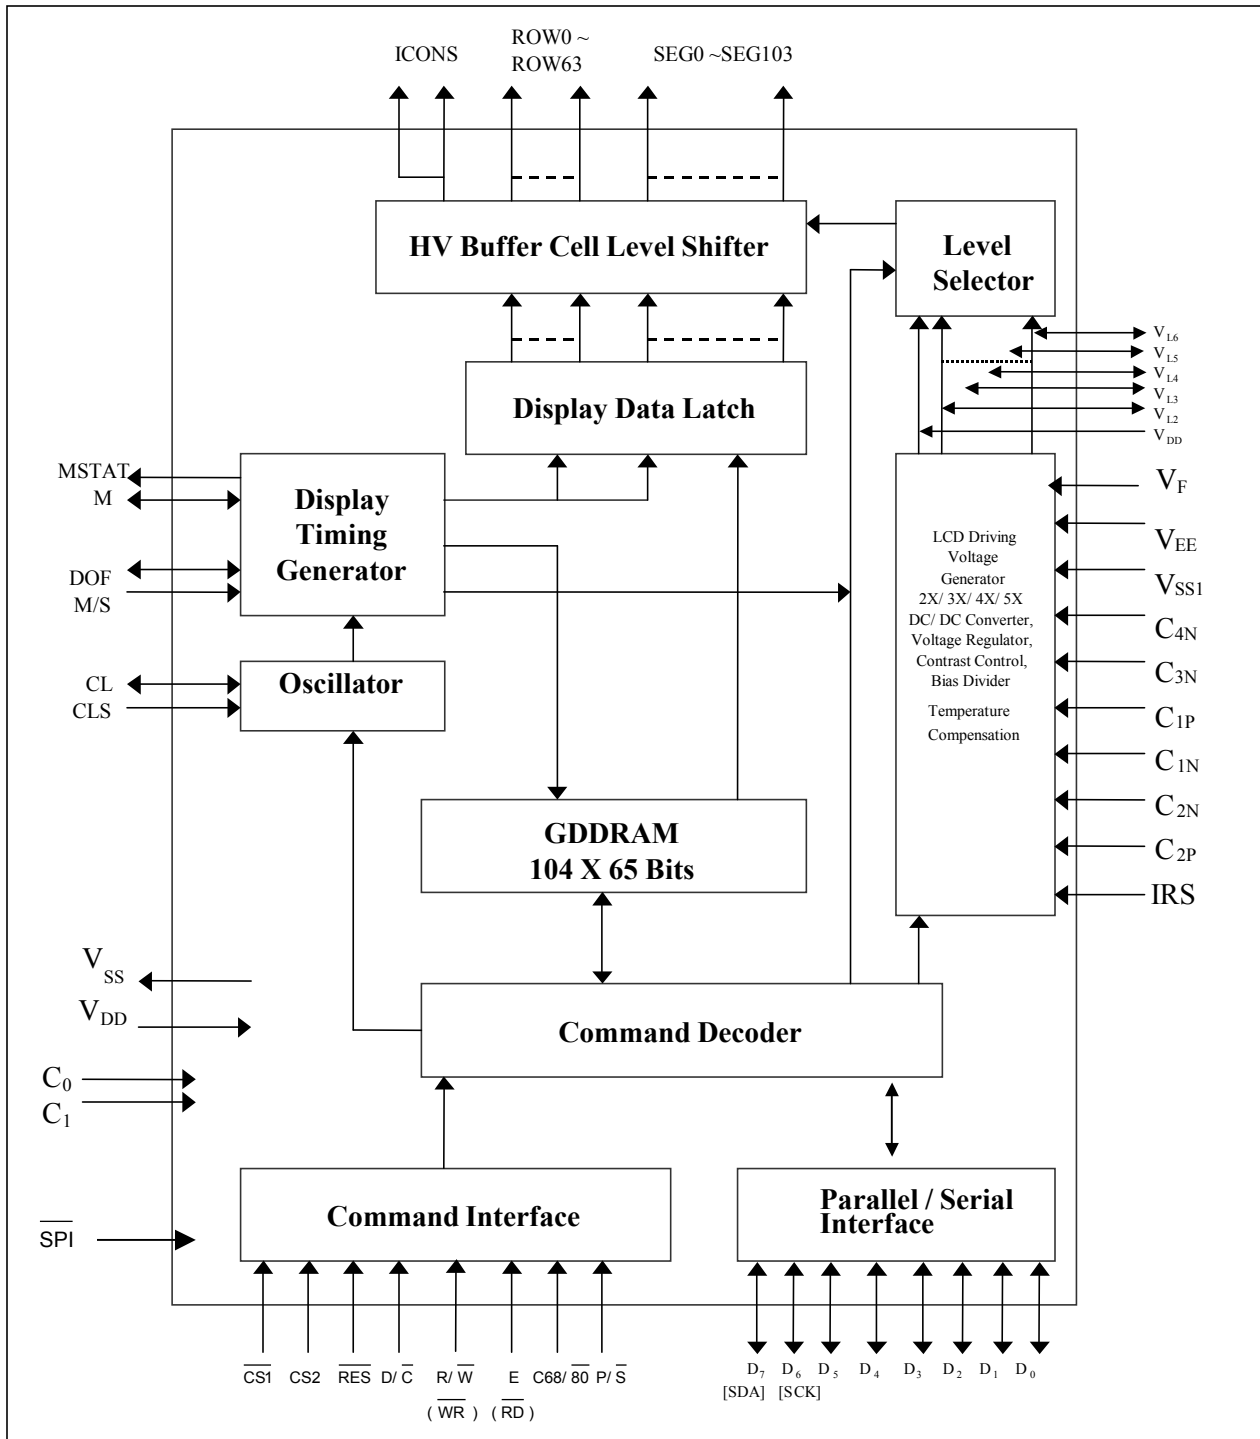 ICONS
ROW0 ~
ROW63
SEG0 ~SEG103
HV Buffer Cell Level Shifter
Level
Selector
VL6
VL5
VL4
VL3
VL2
VDD
Display Data Latch
MSTAT
M
DOF
M/S
Display
Timing
Generator
CL
CLS
Oscillator
LCD Driving
Voltage
Generator
2X/ 3X/ 4X/ 5X
DC/ DC Converter,
Voltage Regulator,
Contrast Control,
Bias Divider
Temperature
Compensation
VF
VEE
VSS1
C4N
C3N
C1P
C1N
C2N
C2P
IRS
GDDRAM
104 X 65 Bits
VSS
VDD
C0
C1
Command Decoder
SPI
Command Interface
Parallel / Serial
Interface
CS1 CS2 RES D/ C R/ W E C68/ 80 P/ S
( WR ) ( RD )
D7 D6 D5 D4 D3 D2 D1 D0
[SDA] [SCK]